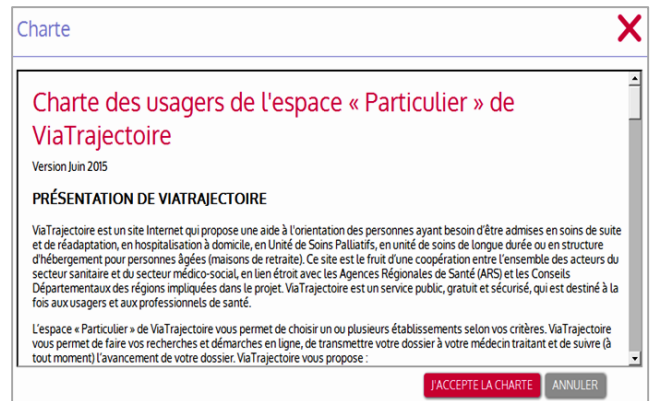 Charte
Charte des usagers de l'espace « Particulier » de
ViaTrajectoire
Version Juin 2015
PRÉSENTATION DE VIATRAJECTOIRE
ViaTrajectoire est un site Internet qui propose une aide à l'orientation des personnes ayant besoin d'être admises en soins de suite
et de réadaptation, en hospitalisation à domicile, en Unité de Soins Palliatifs, en unité de soins de longue durée ou en structure
d'hébergement pour personnes âgées (maisons de retraite). Ce site est le fruit d'une coopération entre l'ensemble des acteurs du
secteur sanitaire et du secteur médico-social, en lien étroit avec les Agences Régionales de Santé (ARS) et les Conseils
Départementaux des régions impliquées dans le projet. ViaTrajectoire est un service public, gratuit et sécurisé, qui est destiné à la
fois aux usagers et aux professionnels de santé.
L'espace « Particulier » de ViaTrajectoire vous permet de choisir un ou plusieurs établissements selon vos critères. ViaTrajectoire
vous permet de faire vos recherches et démarches en ligne, de transmettre votre dossier à votre médecin traitant et de suivre (à
tout moment) l'avancement de votre dossier. ViaTrajectoire vous propose :
J'ACCEPTE LA CHARTE ANNULER